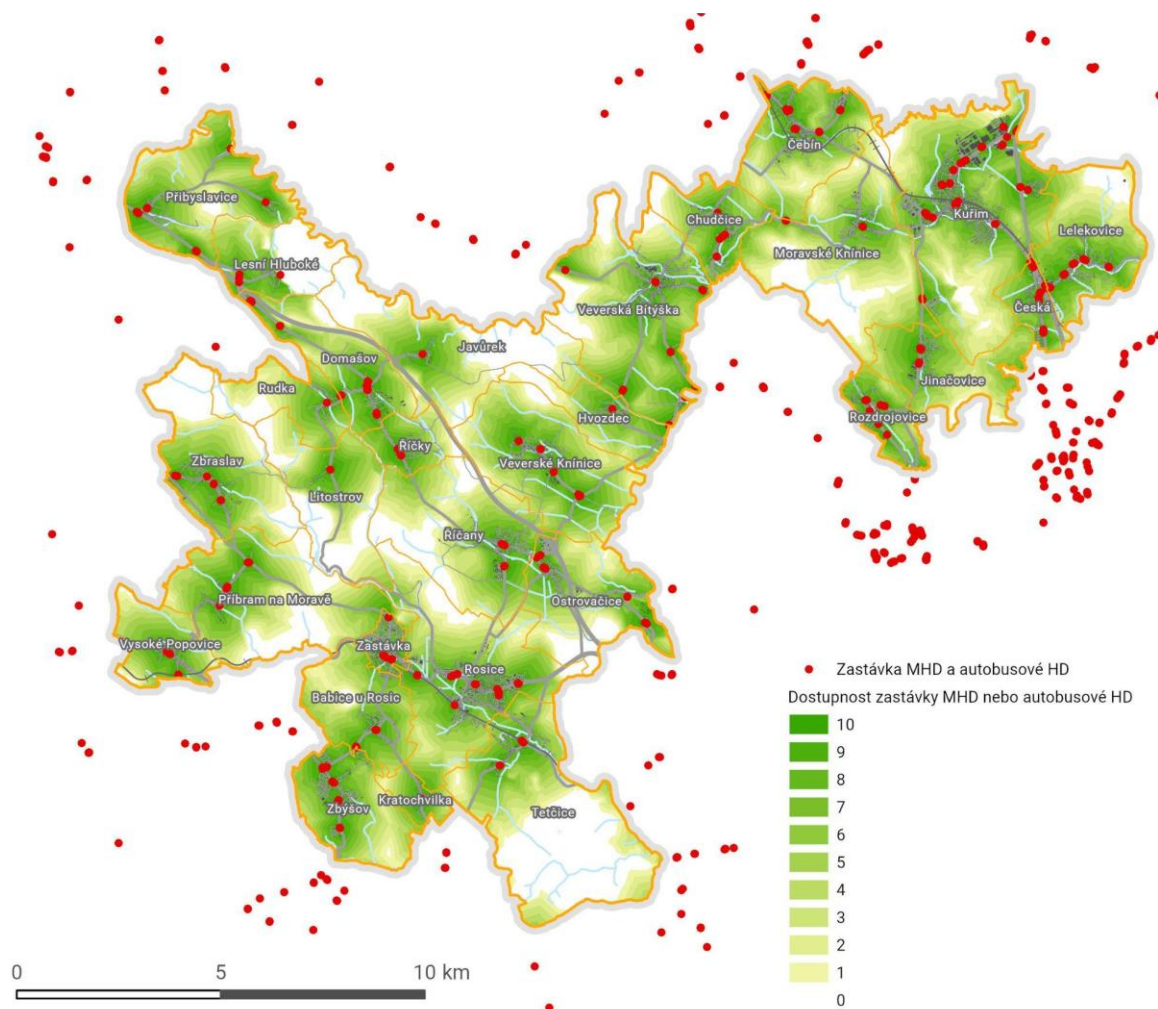 Čebín
Přibyslavice
Kuřim
Chudčice
Lelekovice
Moravské Knínice
Lesní Hluboké
Česká
Veverská Bítýška
Javůrek
Domašov
Jinačovice
Rudka
Rozdrojovice
Hvozdec
Říčky
Zbraslav
Veverské Knínice
Litostrov
Říčany
Příbram na Moravě
Ostrovačice
Vysoké Popovice
Zastávka
Rosice
Babice u Rosic
Kratochvilka
Zbýšov
Tetčice
Zastávka MHD a autobusové HD
Dostupnost zastávky MHD nebo autobusové HD
10
9
8
7
6
5
4
3
2
1
0
0 5 10 km